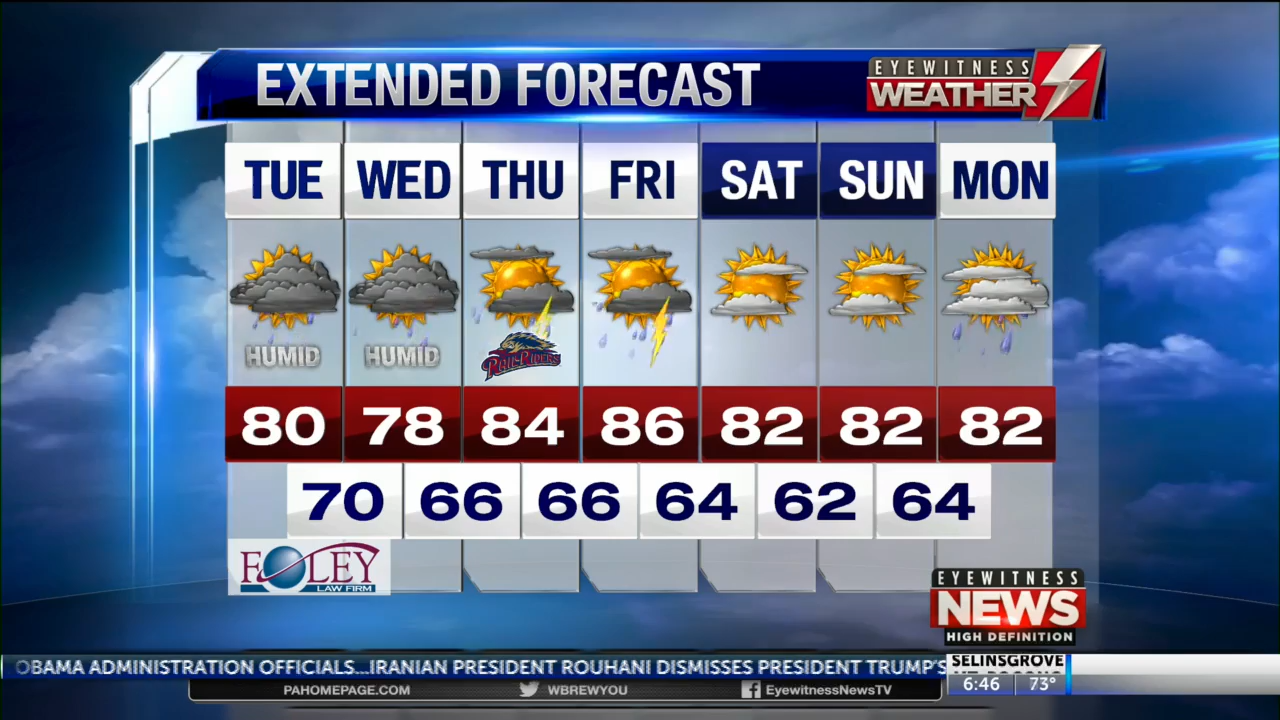 EXTENDED FORECAST
EYEWITNESS
WEATHER
TUE WED THU FRI SAT SUN MON
HUMID HUMID RAILRIDERS
80 78 84 86 82 82 82
70 66 66 64 62 64
FOLEY
LAW FIRM
EYEWITNESS
NEWS
HIGH DEFINITION
OBAMA ADMINISTRATION OFFICIALS...IRANIAN PRESIDENT ROUHANI DISMISSES PRESIDENT TRUMP'S
SELINSGROVE
6:46 73°
PAHOMEPAGE.COM WBREWYOU EyewitnessNewsTV